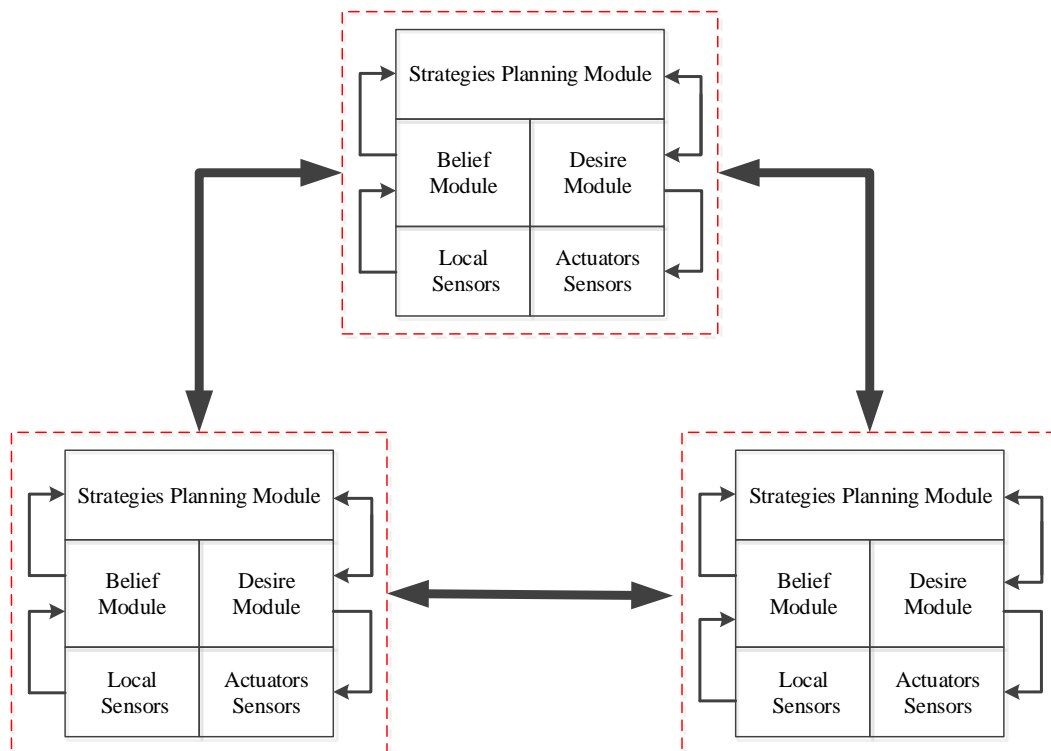 Strategies Planning Module
Belief
Module
Desire
Module
Local
Sensors
Actuators
Sensors
Strategies Planning Module
Belief
Module
Desire
Module
Local
Sensors
Actuators
Sensors
Strategies Planning Module
Belief
Module
Desire
Module
Local
Sensors
Actuators
Sensors